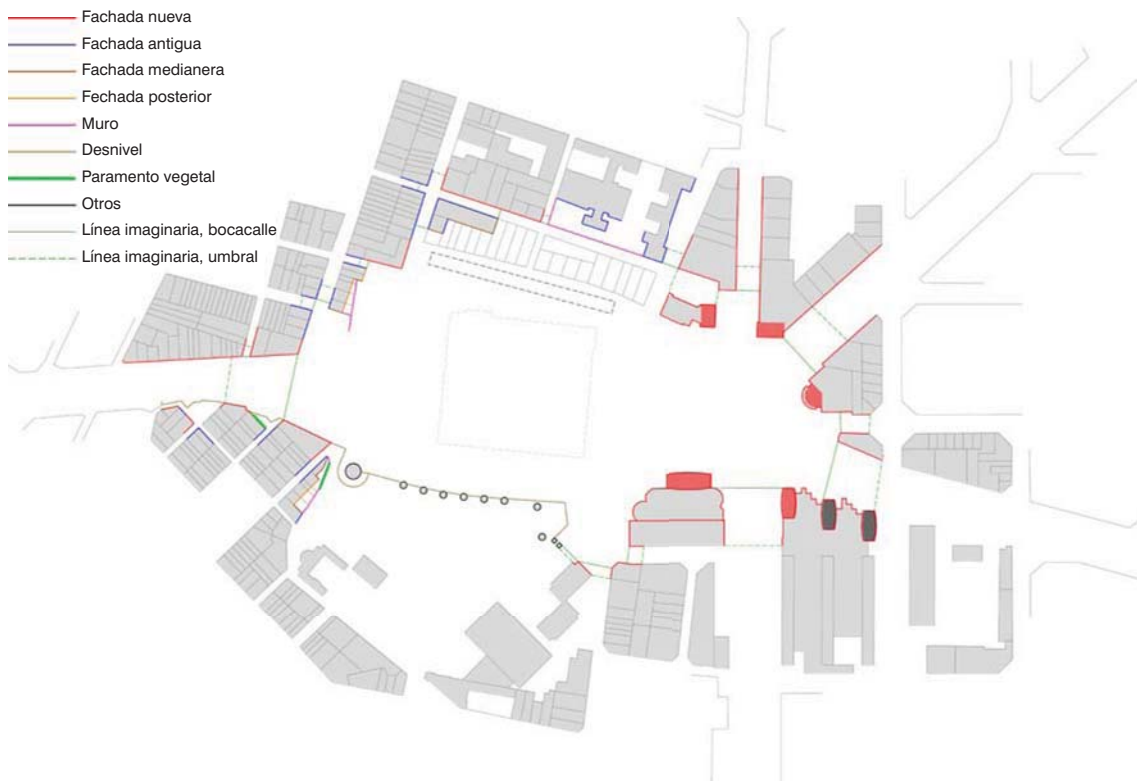 Fachada nueva
Fachada antigua
Fachada medianera
Fechada posterior
Muro
Desnivel
Paramento vegetal
Otros
Línea imaginaria, bocacalle
Línea imaginaria, umbral